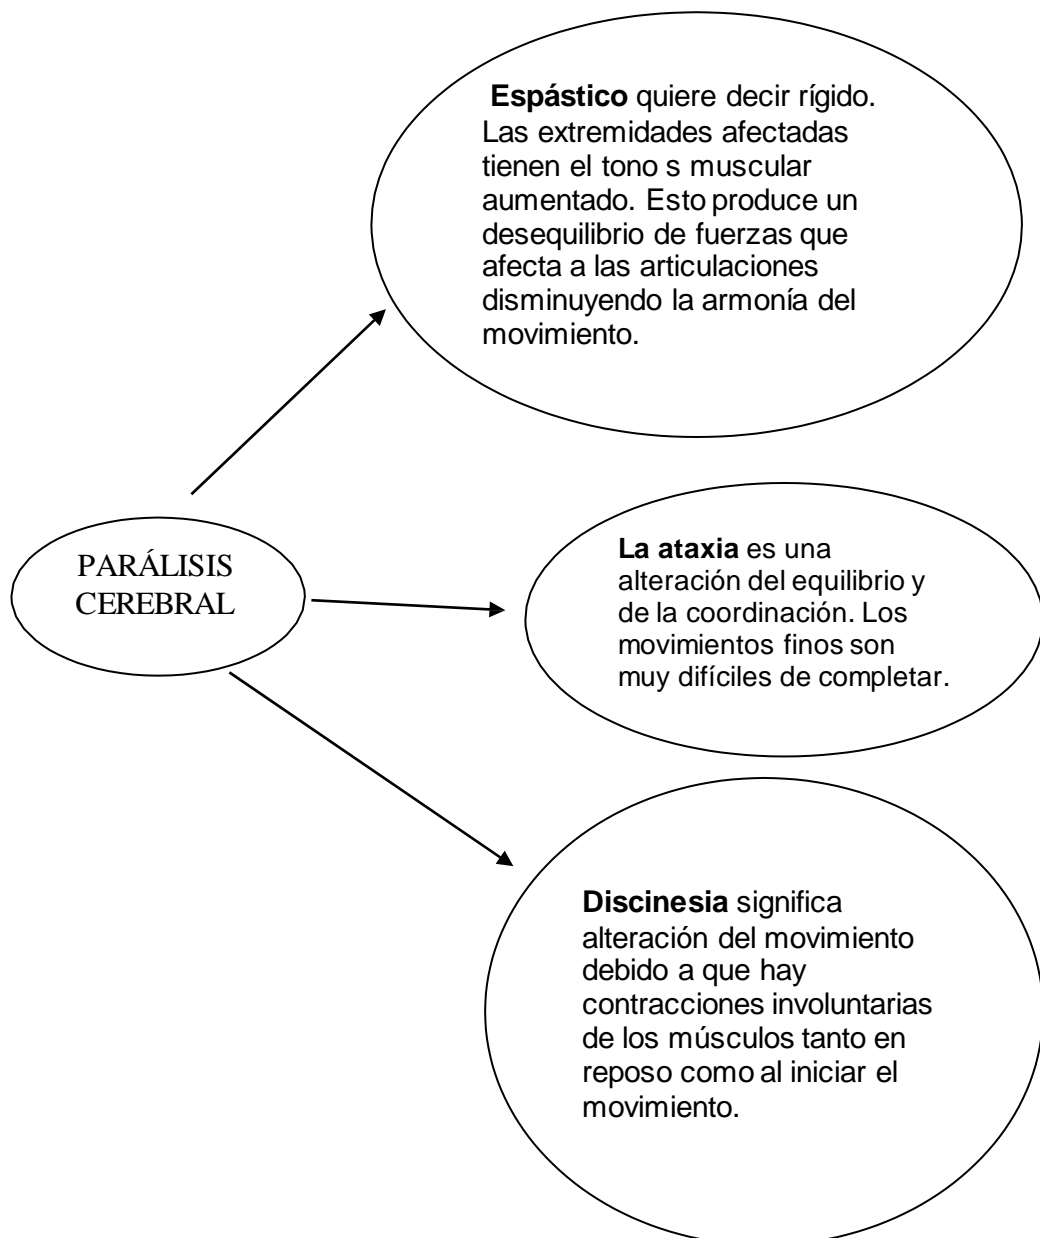 Espástico quiere decir rígido.
Las extremidades afectadas
tienen el tono s muscular
aumentado. Esto produce un
desequilibrio de fuerzas que
afecta a las articulaciones
disminuyendo la armonía del
movimiento.
PARÁLISIS
CEREBRAL
La ataxia es una
alteración del equilibrio y
de la coordinación. Los
movimientos finos son
muy difíciles de completar.
Discinesia significa
alteración del movimiento
debido a que hay
contracciones involuntarias
de los músculos tanto en
reposo como al iniciar el
movimiento.